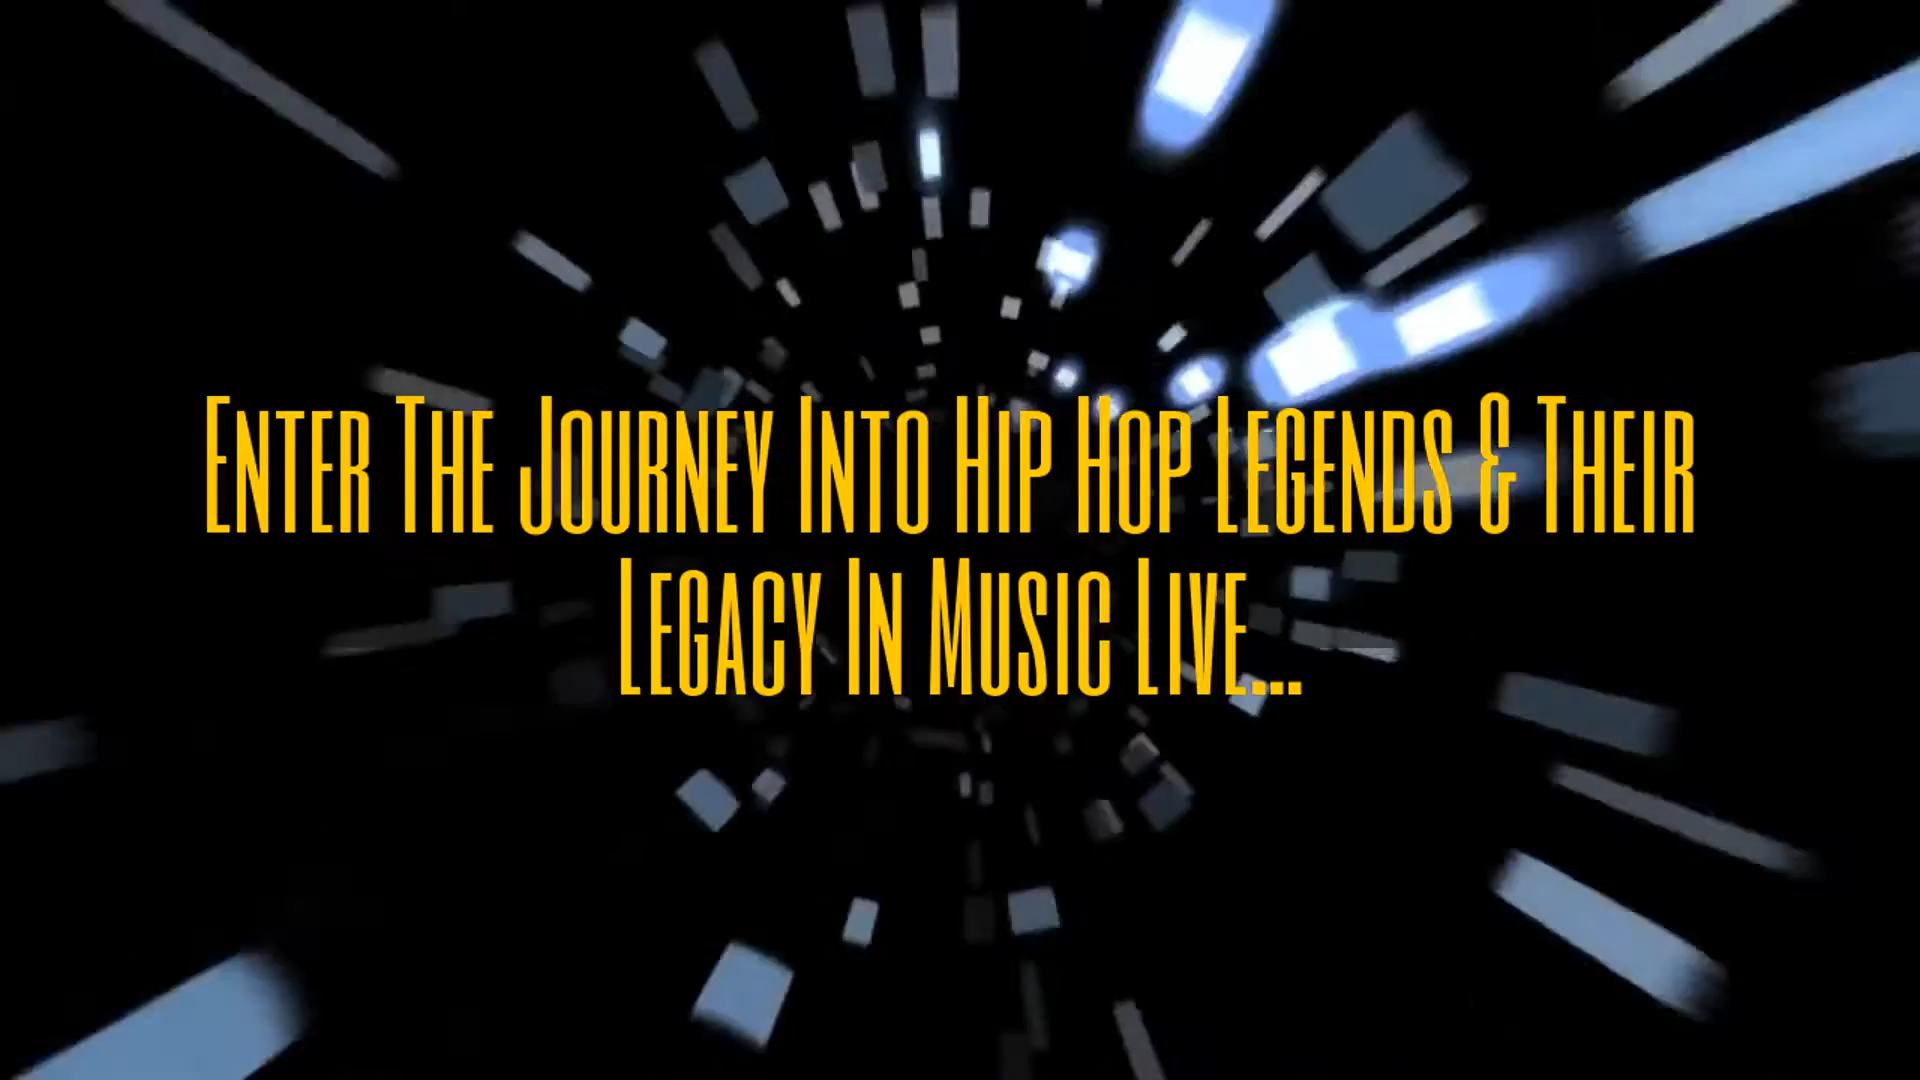 Enter The Journey Into Hip Hop Legends & Their
Legacy In Music Live...